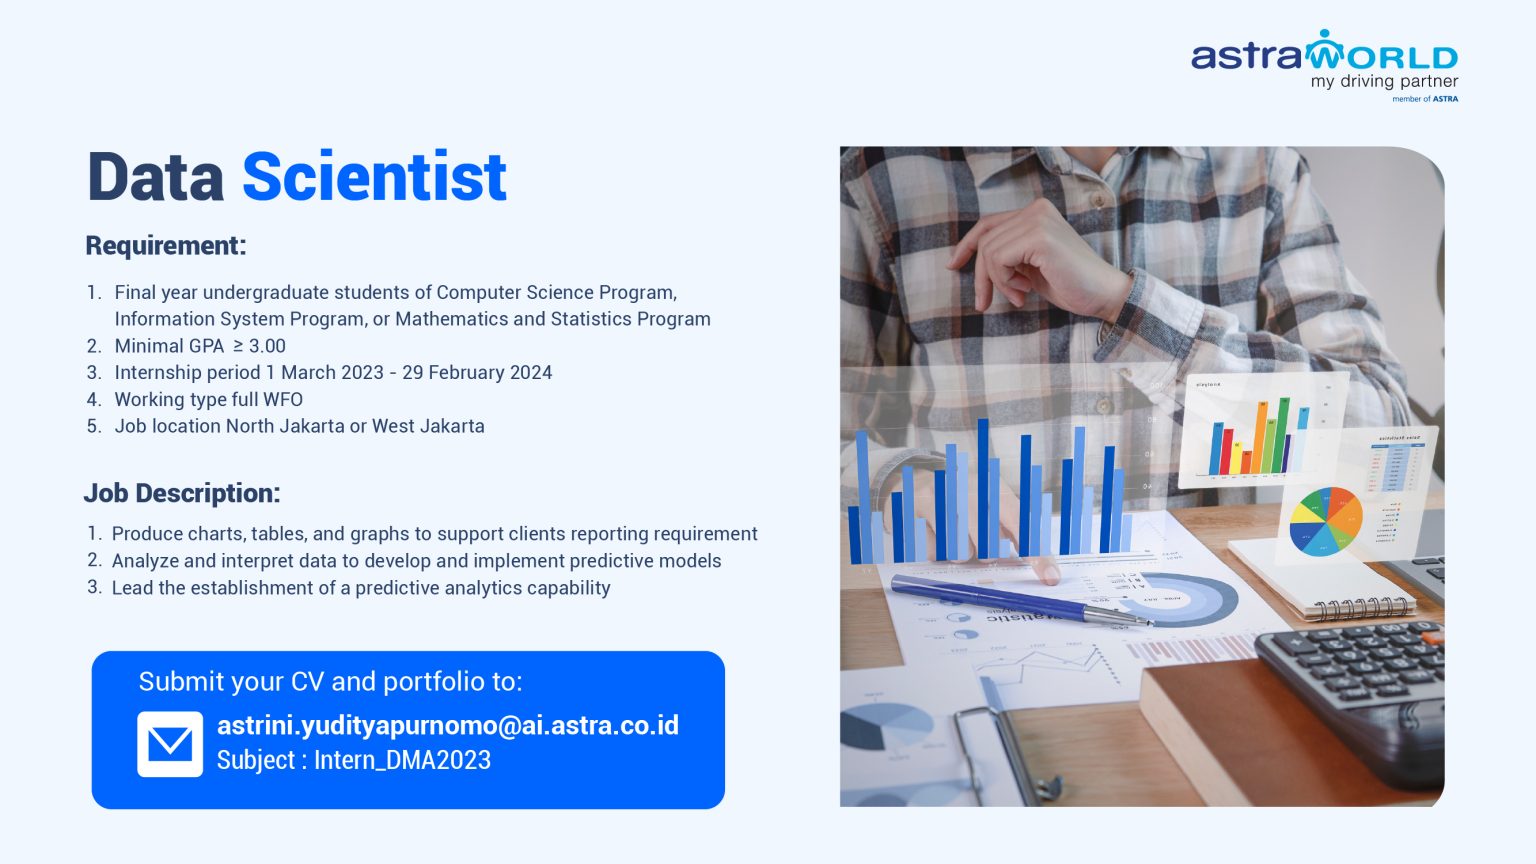 astraWORLD
my driving partner
member of ASTRA
Data Scientist
Requirement:
1. Final year undergraduate students of Computer Science Program,
Information System Program, or Mathematics and Statistics Program
2. Minimal GPA ≥ 3.00
3. Internship period 1 March 2023 - 29 February 2024
4. Working type full WFO
5. Job location North Jakarta or West Jakarta
Job Description:
1. Produce charts, tables, and graphs to support clients reporting requirement
2. Analyze and interpret data to develop and implement predictive models
3. Lead the establishment of a predictive analytics capability
Submit your CV and portfolio to:
astrini.yudityapurnomo@ai.astra.co.id
Subject : Intern_DMA2023